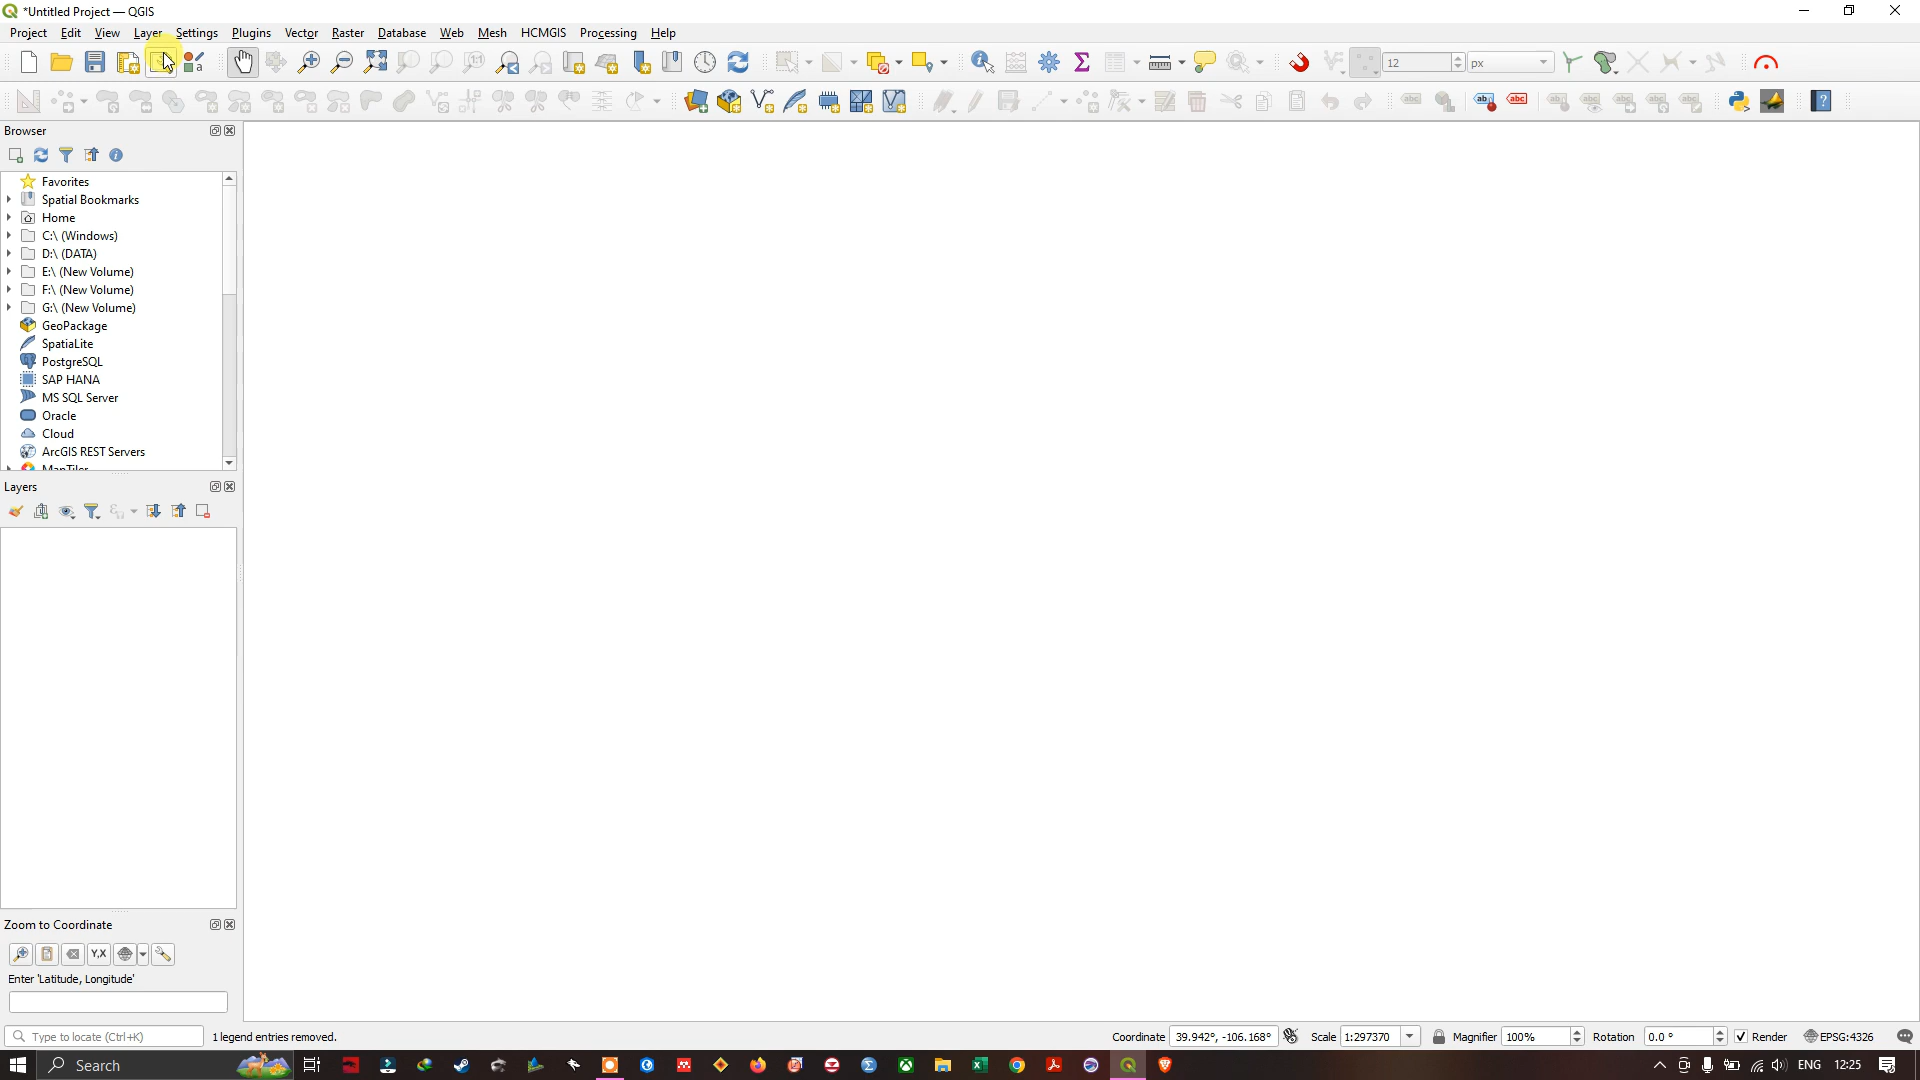 *Untitled Project — QGIS
Project Edit View Layer Settings Plugins Vector Raster Database Web Mesh HCMGIS Processing Help
12 px
Browser
Favorites
Spatial Bookmarks
Home
C:\ (Windows)
D:\ (DATA)
E:\ (New Volume)
F:\ (New Volume)
G:\ (New Volume)
GeoPackage
SpatiaLite
PostgreSQL
SAP HANA
MS SQL Server
Oracle
Cloud
ArcGIS REST Servers
MapTiler
Layers
Zoom to Coordinate
Y,X
Enter 'Latitude, Longitude'
Type to locate (Ctrl+K) 1 legend entries removed. Coordinate 39.942°, -106.168° Scale 1:297370 Magnifier 100% Rotation 0.0 ° Render EPSG:4326
Search ENG 12:25